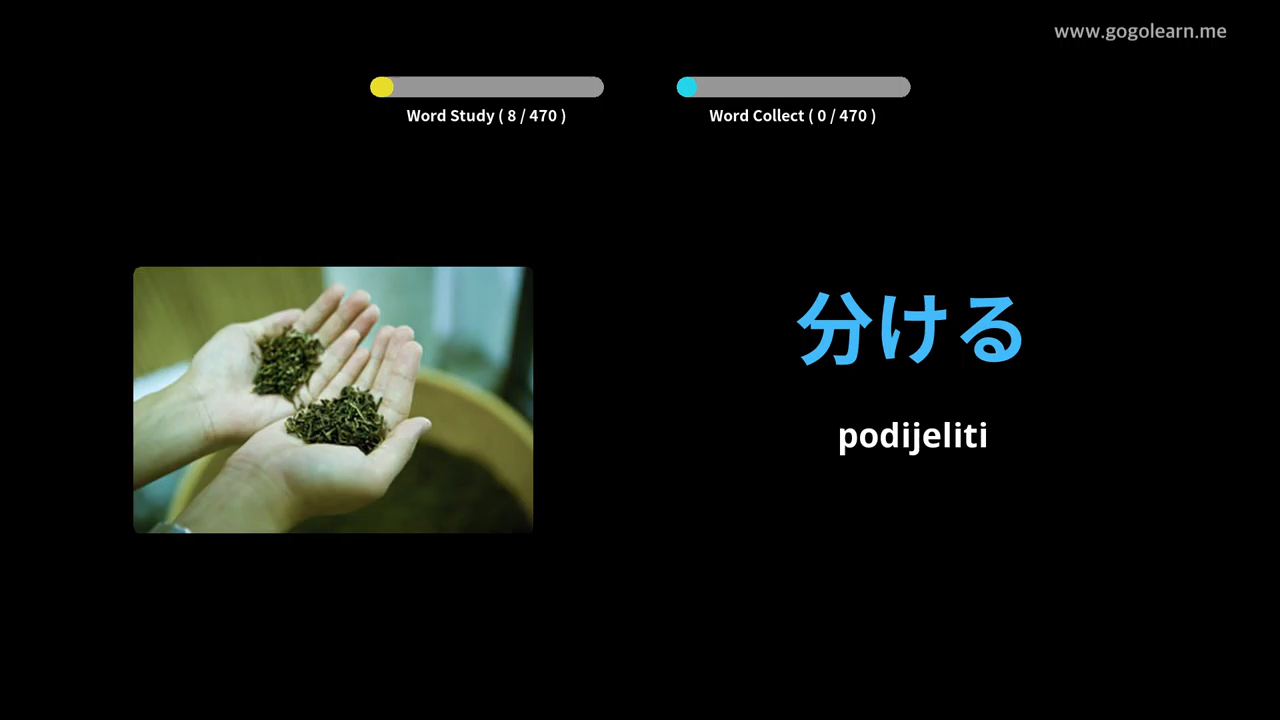 www.gogolearn.me
Word Study ( 8 / 470 )
Word Collect ( 0 / 470 )
分ける
podijeliti